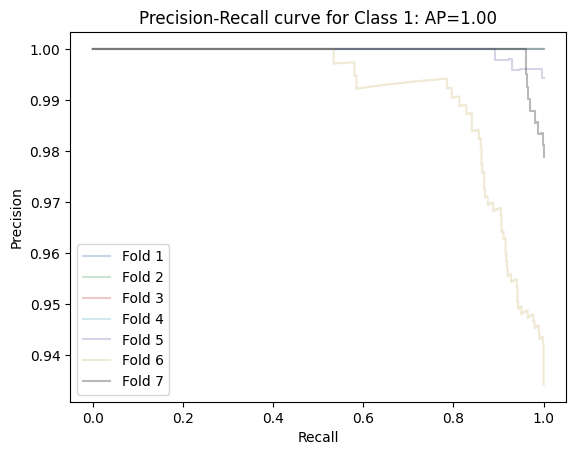 Precision-Recall curve for Class 1: AP=1.00
Precision
1.00
0.99
0.98
0.97
0.96
0.95
0.94
Fold 1
Fold 2
Fold 3
Fold 4
Fold 5
Fold 6
Fold 7
0.0 0.2 0.4 0.6 0.8 1.0
Recall